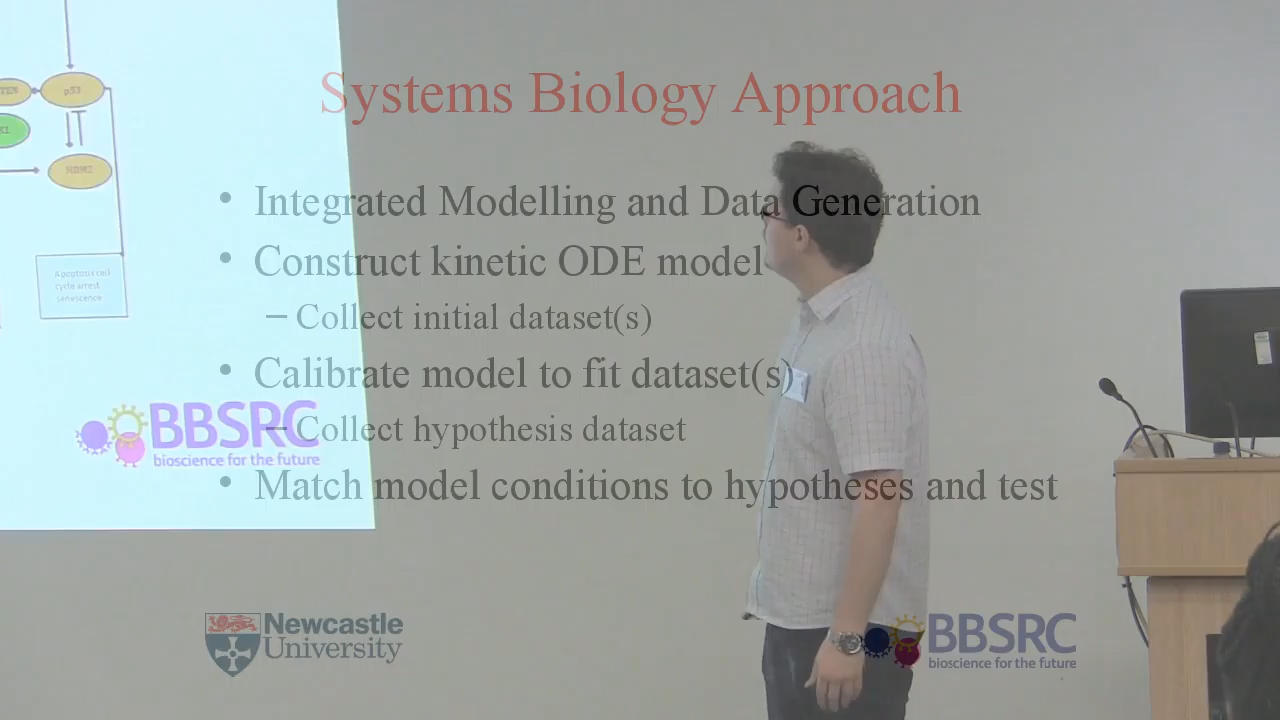 Systems Biology Approach
• Integrated Modelling and Data Generation
• Construct kinetic ODE model
– Collect initial dataset(s)
• Calibrate model to fit dataset(s)
– Collect hypothesis dataset
• Match model conditions to hypotheses and test
Newcastle
University
BBSRC
bioscience for the future
p53
Apoptosis cell
cycle arrest
senescence
BBSRC
bioscience for the future